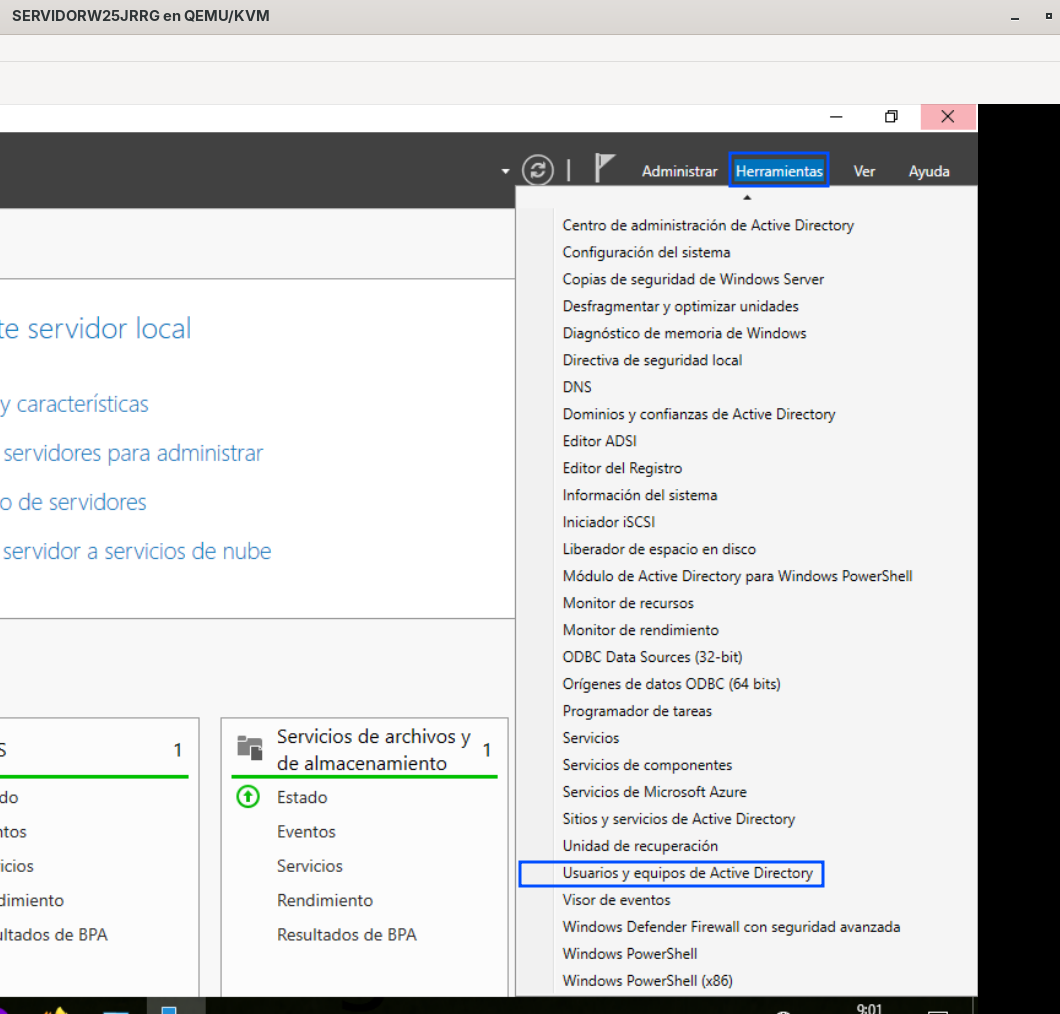 SERVIDORW25JRRG en QEMU/KVM
Administrar Herramientas Ver Ayuda
Centro de administración de Active Directory
Configuración del sistema
Copias de seguridad de Windows Server
Desfragmentar y optimizar unidades
Diagnóstico de memoria de Windows
Directiva de seguridad local
DNS
Dominios y confianzas de Active Directory
Editor ADSI
Editor del Registro
Información del sistema
Iniciador iSCSI
Liberador de espacio en disco
Módulo de Active Directory para Windows PowerShell
Monitor de recursos
Monitor de rendimiento
ODBC Data Sources (32-bit)
Orígenes de datos ODBC (64 bits)
Programador de tareas
Servicios
Servicios de componentes
Servicios de Microsoft Azure
Sitios y servicios de Active Directory
Unidad de recuperación
Usuarios y equipos de Active Directory
Visor de eventos
Windows Defender Firewall con seguridad avanzada
Windows PowerShell
Windows PowerShell (x86)
te servidor local
y características
servidores para administrar
o de servidores
servidor a servicios de nube
S 1
do
ntos
icios
dimiento
ultados de BPA
Servicios de archivos y
de almacenamiento 1
Estado
Eventos
Servicios
Rendimiento
Resultados de BPA
9:01